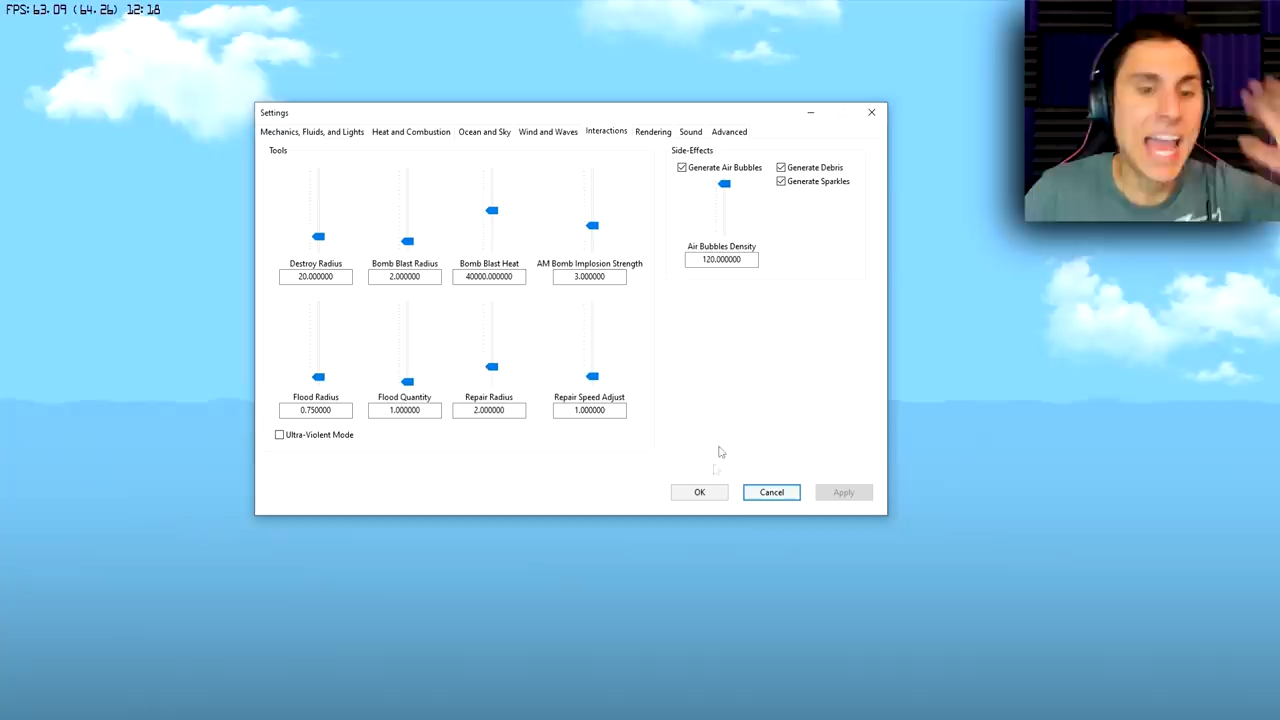 FPS: 63.09 (64.26) 12:18
Settings
Mechanics, Fluids, and Lights Heat and Combustion Ocean and Sky Wind and Waves Interactions Rendering Sound Advanced
Tools
Side-Effects
Generate Air Bubbles Generate Debris
Generate Sparkles
Air Bubbles Density
120.000000
Destroy Radius Bomb Blast Radius Bomb Blast Heat AM Bomb Implosion Strength
20.000000 2.000000 40000.000000 3.000000
Flood Radius Flood Quantity Repair Radius Repair Speed Adjust
0.750000 1.000000 2.000000 1.000000
Ultra-Violent Mode
OK Cancel Apply